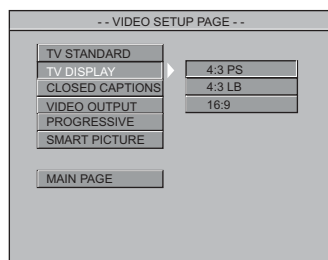 - - VIDEO SETUP PAGE - -
TV STANDARD
TV DISPLAY
4:3 PS
CLOSED CAPTIONS
4:3 LB
VIDEO OUTPUT
16:9
PROGRESSIVE
SMART PICTURE
MAIN PAGE